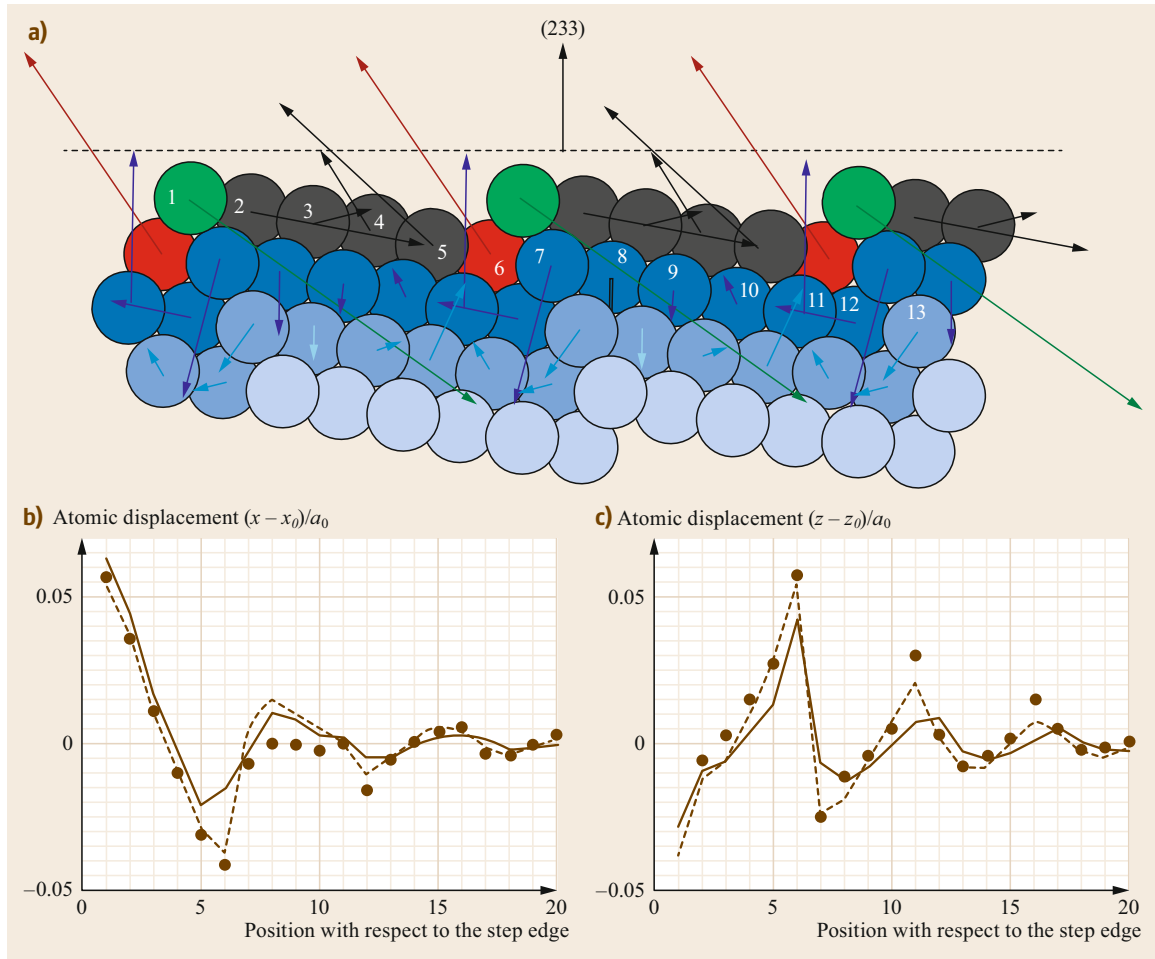 a)
(233)
1
2
3
4
5
6
7
8
9
10
11
12
13
b) Atomic displacement (x – x0)/a0
0.05
0
−0.05
0 5 10 15 20
Position with respect to the step edge
c) Atomic displacement (z – z0)/a0
0.05
0
−0.05
0 5 10 15 20
Position with respect to the step edge